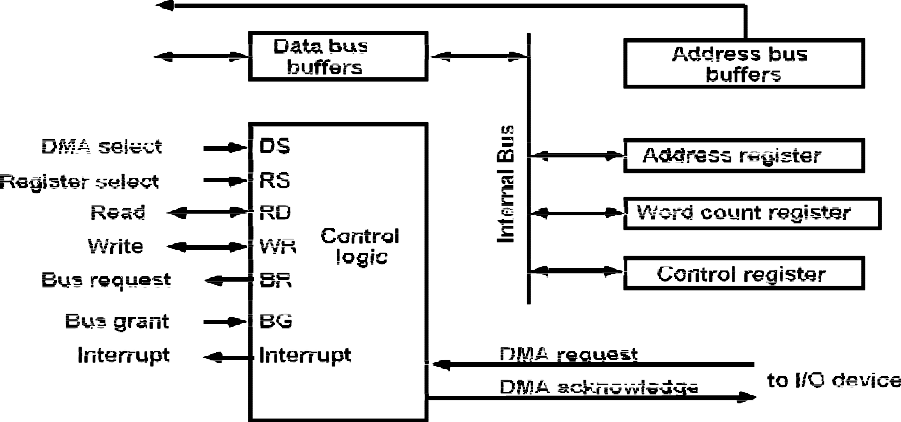 Data bus
buffers
Address bus
buffers
DMA select
DS
Register select
RS
Read
RD
Write
WR
Bus request
BR
Bus grant
BG
Interrupt
Interrupt
Control
logic
Internal Bus
Address register
Word count register
Control register
DMA request
DMA acknowledge
to I/O device